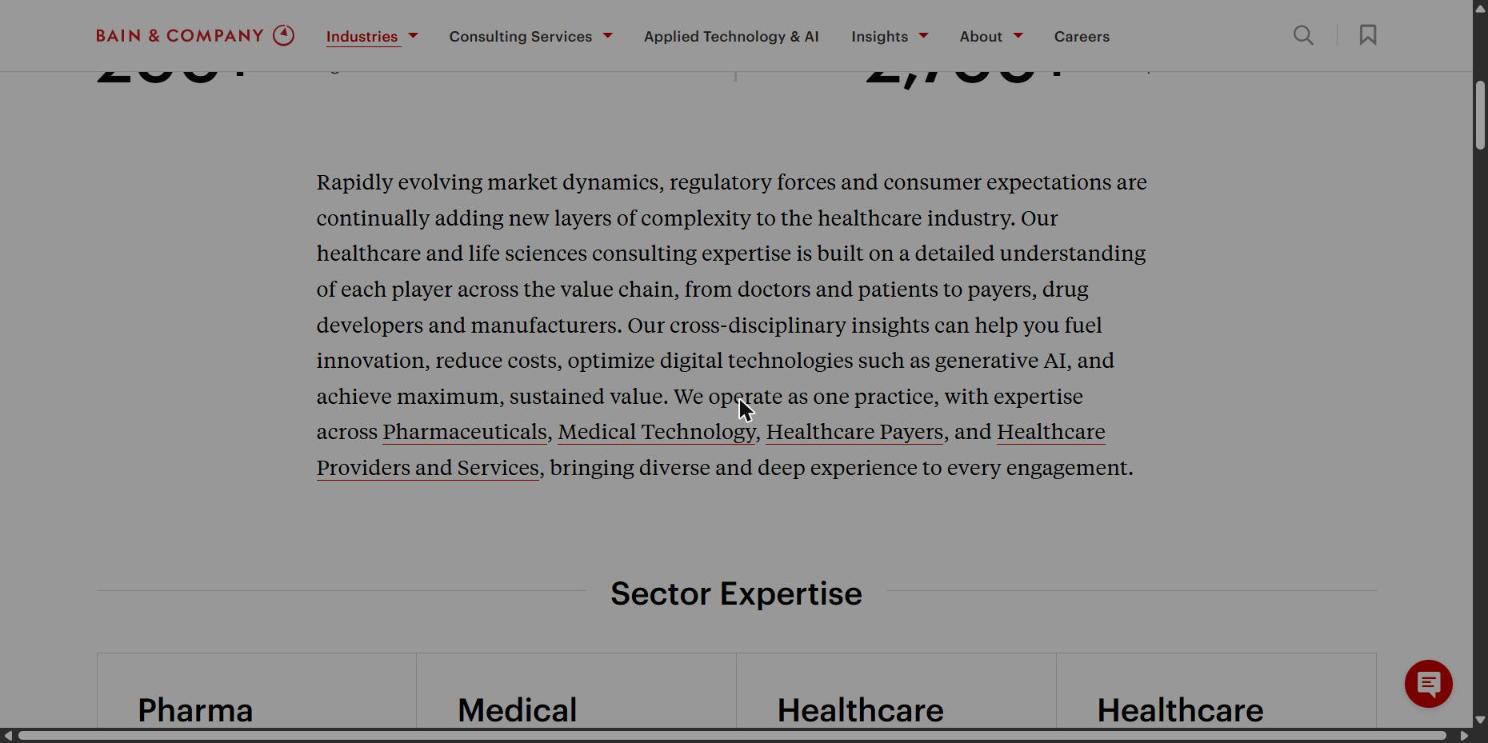 BAIN & COMPANY
Industries
Consulting Services
Applied Technology & AI
Insights
About
Careers
Rapidly evolving market dynamics, regulatory forces and consumer expectations are
continually adding new layers of complexity to the healthcare industry. Our
healthcare and life sciences consulting expertise is built on a detailed understanding
of each player across the value chain, from doctors and patients to payers, drug
developers and manufacturers. Our cross-disciplinary insights can help you fuel
innovation, reduce costs, optimize digital technologies such as generative AI, and
achieve maximum, sustained value. We operate as one practice, with expertise
across Pharmaceuticals, Medical Technology, Healthcare Payers, and Healthcare
Providers and Services, bringing diverse and deep experience to every engagement.
Sector Expertise
Pharma
Medical
Healthcare
Healthcare